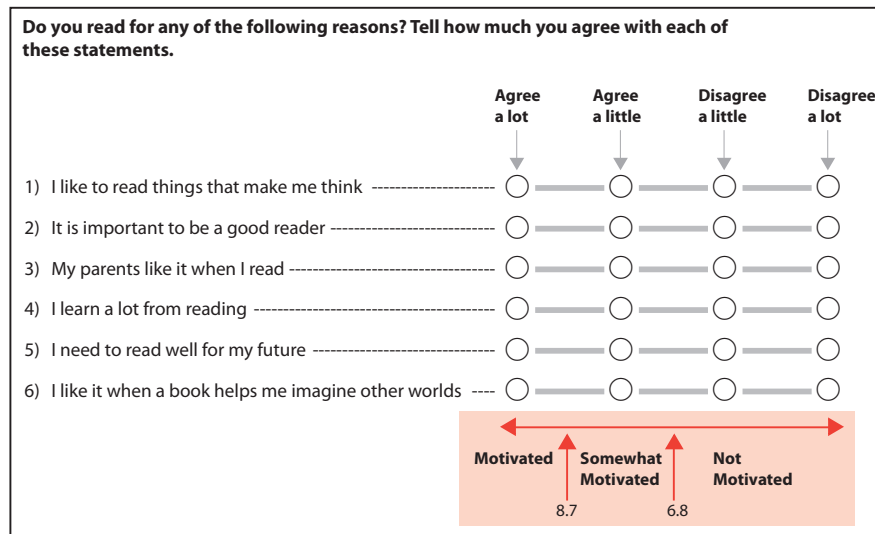 Do you read for any of the following reasons? Tell how much you agree with each of
these statements.
Agree a lot
Agree a little
Disagree a little
Disagree a lot
1) I like to read things that make me think
2) It is important to be a good reader
3) My parents like it when I read
4) I learn a lot from reading
5) I need to read well for my future
6) I like it when a book helps me imagine other worlds
Motivated
Somewhat Motivated
Not Motivated
8.7
6.8